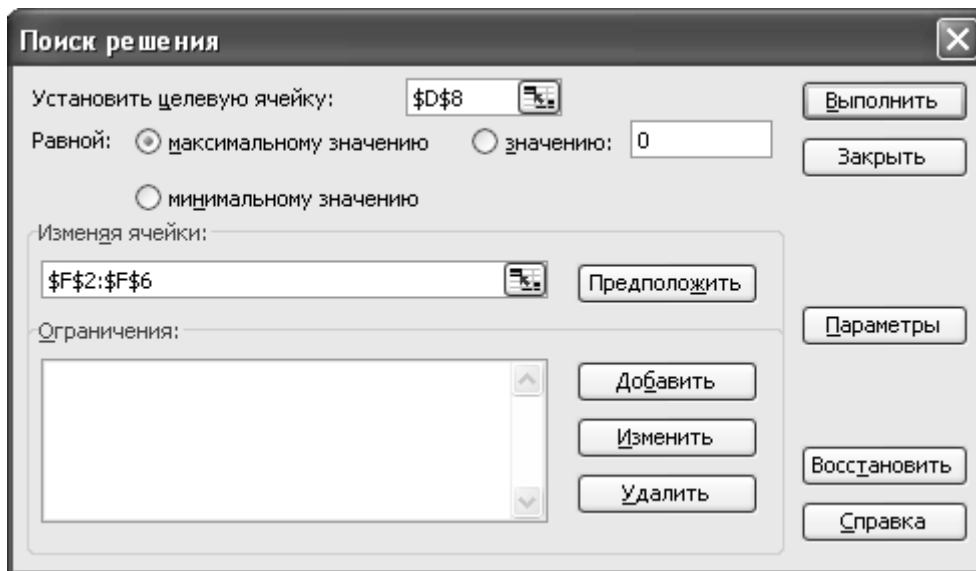 Поиск решения
Установить целевую ячейку: $D$8
Выполнить
Равной: максимальному значению значению: 0
Закрыть
минимальному значению
Изменяя ячейки:
$F$2:$F$6 Предположить
Ограничения:
Параметры
Добавить
Изменить
Восстановить
Удалить
Справка